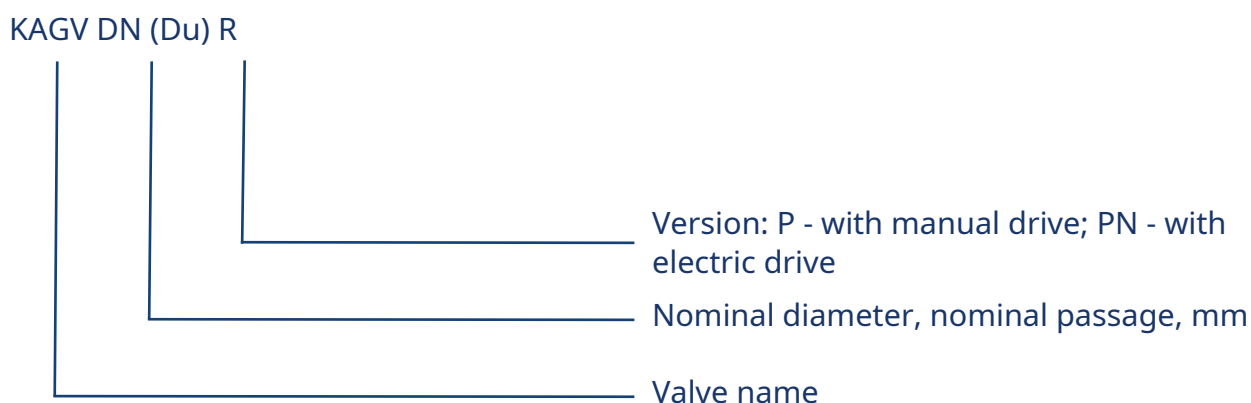 KAGV DN (Du) R
Version: P - with manual drive; PN - with
electric drive
Nominal diameter, nominal passage, mm
Valve name